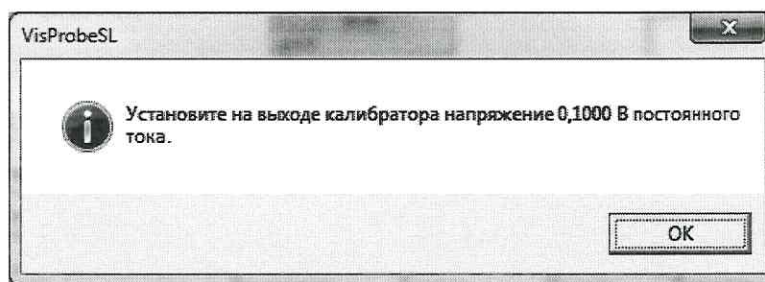 VisProbeSL
Установите на выходе калибратора напряжение 0,1000 В постоянного
тока.
OK